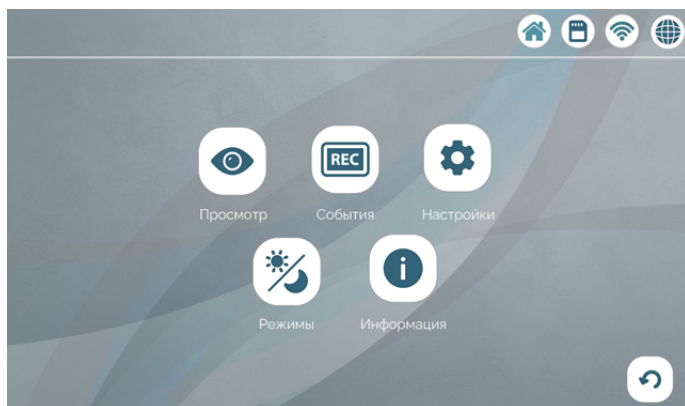 REC
Просмотр
События
Настройки
Режимы
Информация